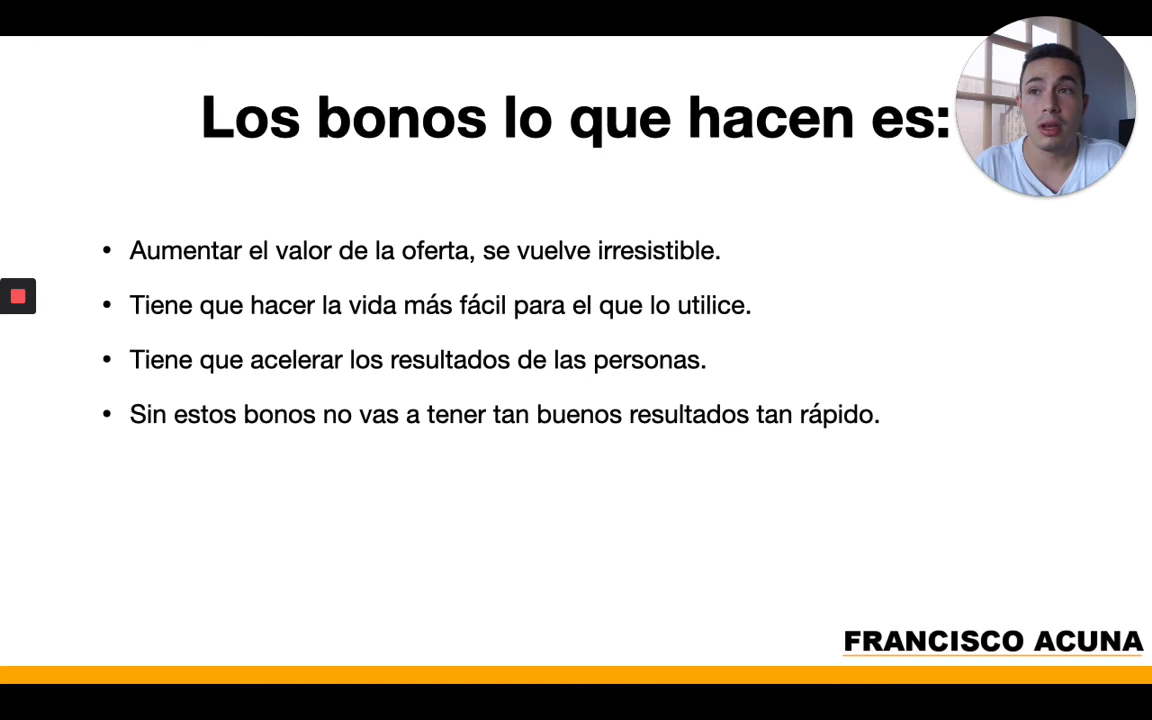 Los bonos lo que hacen es:
• Aumentar el valor de la oferta, se vuelve irresistible.
• Tiene que hacer la vida más fácil para el que lo utilice.
• Tiene que acelerar los resultados de las personas.
• Sin estos bonos no vas a tener tan buenos resultados tan rápido.
FRANCISCO ACUNA